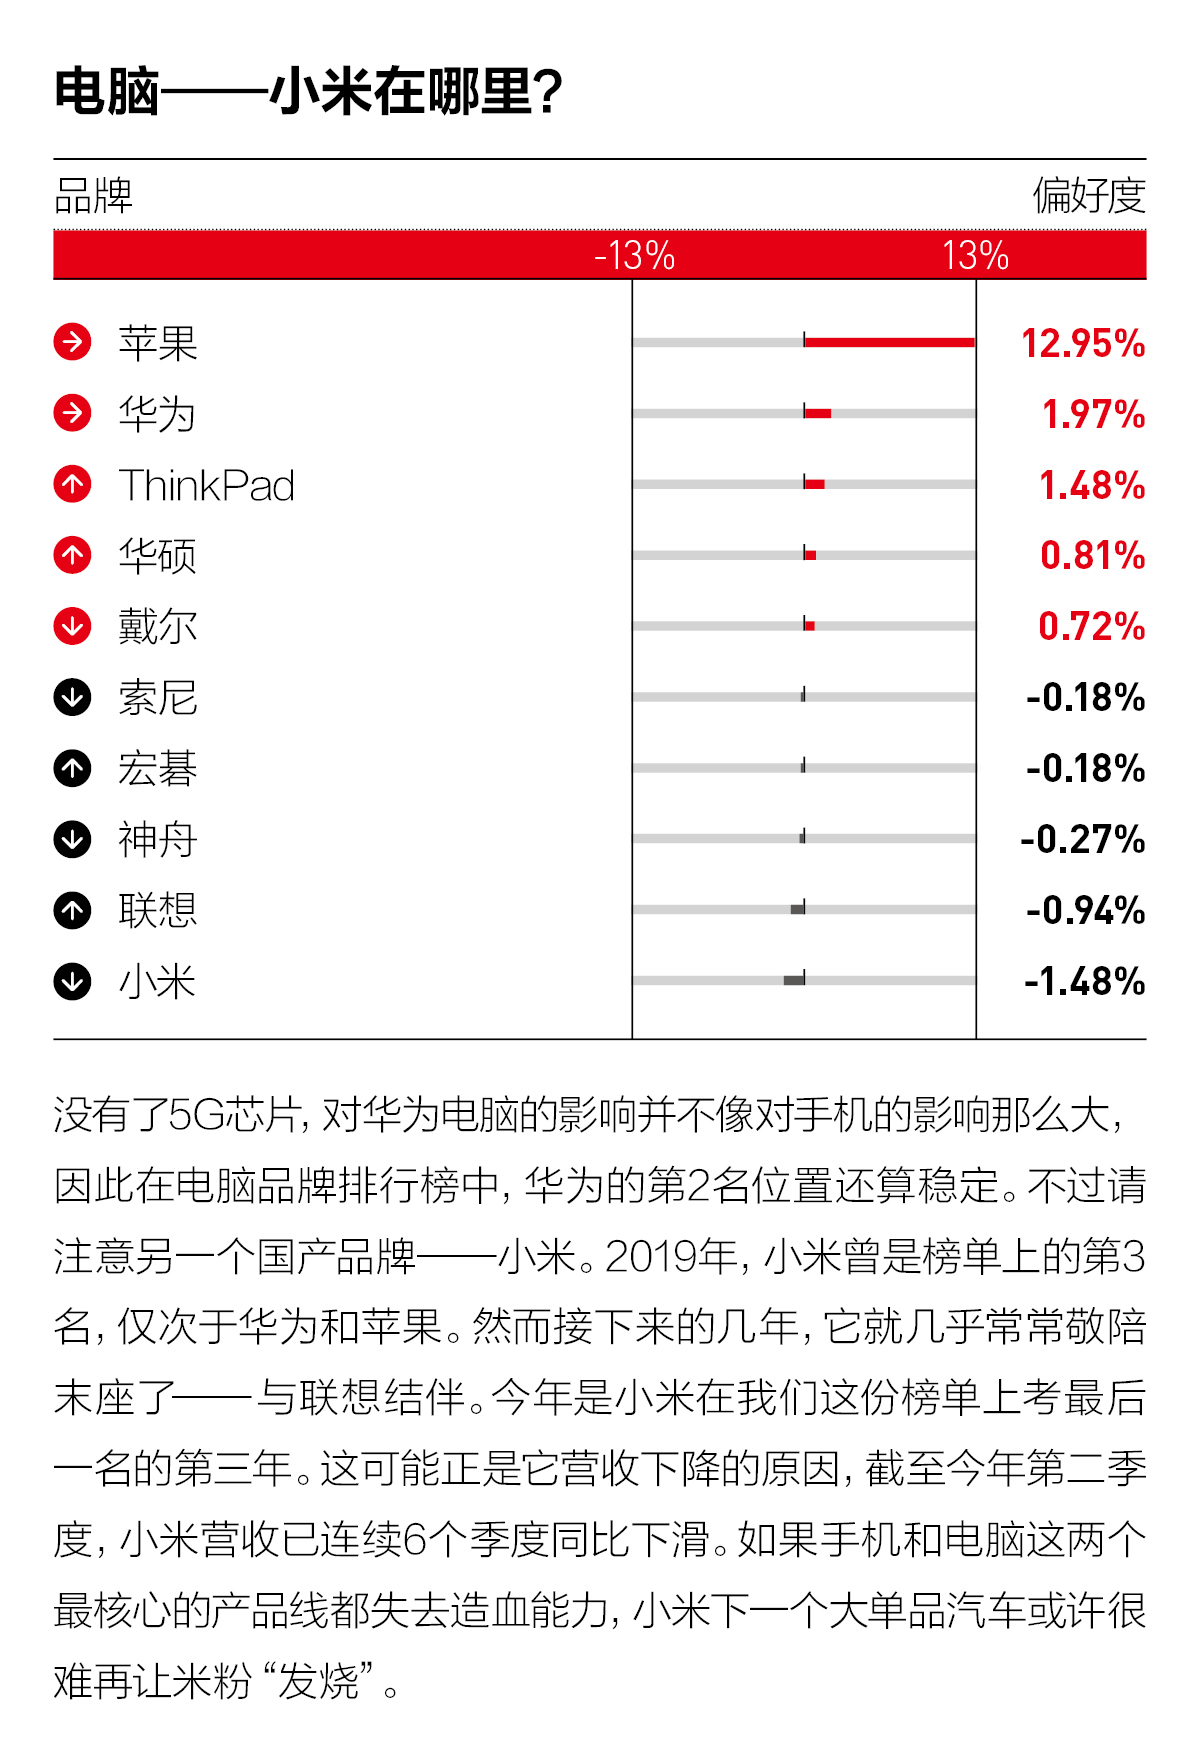 电脑——小米在哪里?
品牌 偏好度
-13% 13%
苹果 12.95%
华为 1.97%
ThinkPad 1.48%
华硕 0.81%
戴尔 0.72%
索尼 -0.18%
宏碁 -0.18%
神舟 -0.27%
联想 -0.94%
小米 -1.48%
没有了5G芯片,对华为电脑的影响并不像对手机的影响那么大,
因此在电脑品牌排行榜中,华为的第2名位置还算稳定。不过请
注意另一个国产品牌——小米。2019年,小米曾是榜单上的第3
名,仅次于华为和苹果。然而接下来的几年,它就几乎常常敬陪
末座了——与联想结伴。今年是小米在我们这份榜单上考最后
一名的第三年。这可能正是它营收下降的原因,截至今年第二季
度,小米营收已连续6个季度同比下滑。如果手机和电脑这两个
最核心的产品线都失去造血能力,小米下一个大单品汽车或许很
难再让米粉“发烧”。